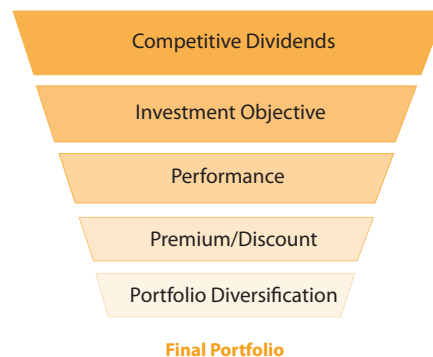 Competitive Dividends
Investment Objective
Performance
Premium/Discount
Portfolio Diversification
Final Portfolio